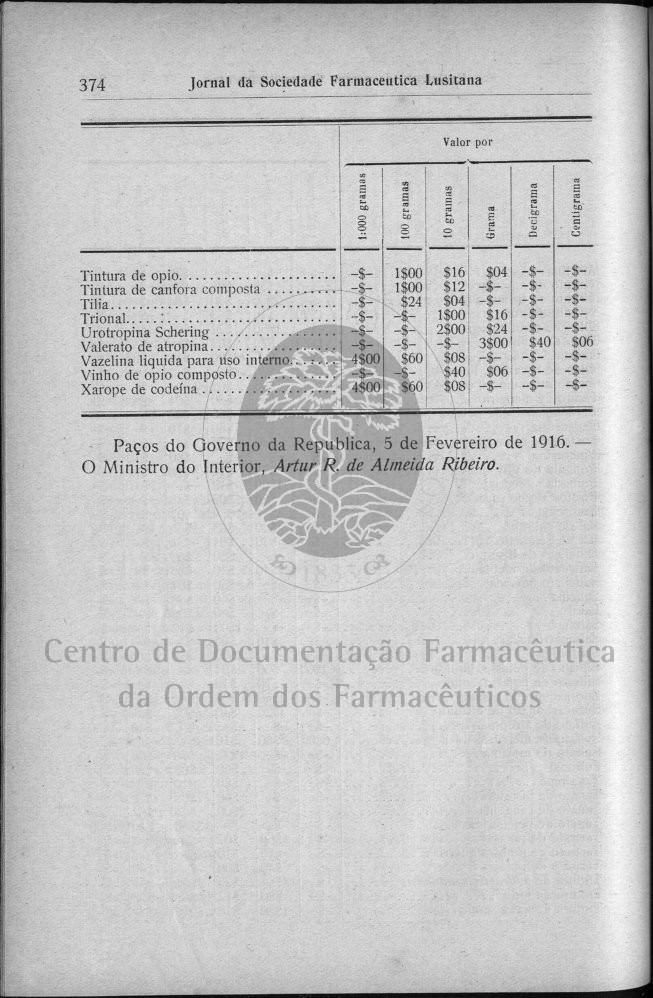 374 Jornal da Sociedade Farmaceutica Lusitana
Valor por
1:000 gramas 100 gramas 10 gramas Grama Decigrama Centigrama
Tintura de opio. . . . . . . . . . . . . . . . . . . . . . –$– 1$00 $16 $04 –$– –$–
Tintura de canfora composta . . . . . . . . . . –$– 1$00 $12 –$– –$– –$–
Tilia. . . . . . . . . . . . . . . . . . . . . . . . . . . . . . –$– $24 $04 –$– –$– –$–
Trional. . . . . . . . . . . . . . . . . . . . . . . . . . . . –$– –$– 1$00 $16 –$– –$–
Urotropina Schering . . . . . . . . . . . . . . . . . –$– –$– 2$00 $24 –$– –$–
Valerato de atropina. . . . . . . . . . . . . . . . . . –$– –$– –$– 3$00 $40 $06
Vazelina liquida para uso interno. . . . . . . 4$00 $60 $08 –$– –$– –$–
Vinho de opio composto. . . . . . . . . . . . . . –$– –$– $40 $06 –$– –$–
Xarope de codeína . . . . . . . . . . . . . . . . . . . 4$00 $60 $08 –$– –$– –$–
Paços do Governo da Republica, 5 de Fevereiro de 1916. —
O Ministro do Interior, Artur R. de Almeida Ribeiro.
1835
Centro de Documentação Farmacêutica
da Ordem dos Farmacêuticos